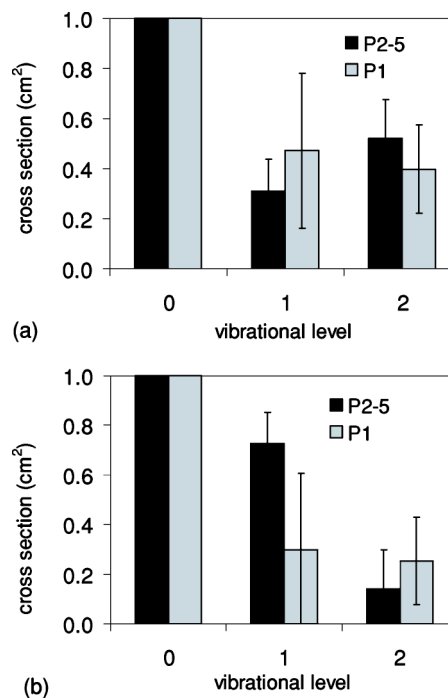 1.0
P2-5
P1
0.8
0.6
0.4
0.2
0.0
cross section (cm²)
0 1 2
(a) vibrational level
1.0
P2-5
P1
0.8
0.6
0.4
0.2
0.0
cross section (cm²)
0 1 2
(b) vibrational level